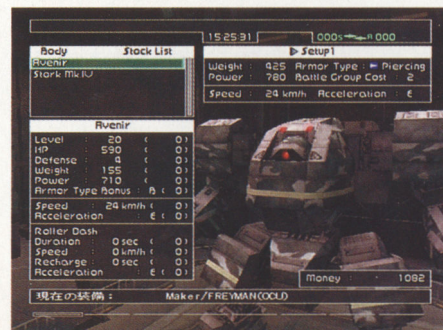 15:25:31
000s 000
Body Stock List
Avenir
Stork Mk IV
Setup1
Weight : 425 Armor Type : Piercing
Power : 780 Battle Group Cost : 2
Speed : 24 km/h Acceleration : E
Avenir
Level : 20 ( 0)
HP : 590 ( 0)
Defense : 4 ( 0)
Weight : 155 ( 0)
Power : 710 ( 0)
Armor Type Bonus : B ( 0)
Speed : 24 km/h ( 0)
Acceleration : E ( 0)
Roller Dash
Duration : 0 sec ( 0)
Speed : 0 km/h ( 0)
Recharge : 0 sec ( 0)
Acceleration : E ( 0)
Money : 1082
現在の装備： Maker/FREYMAN(OCU)